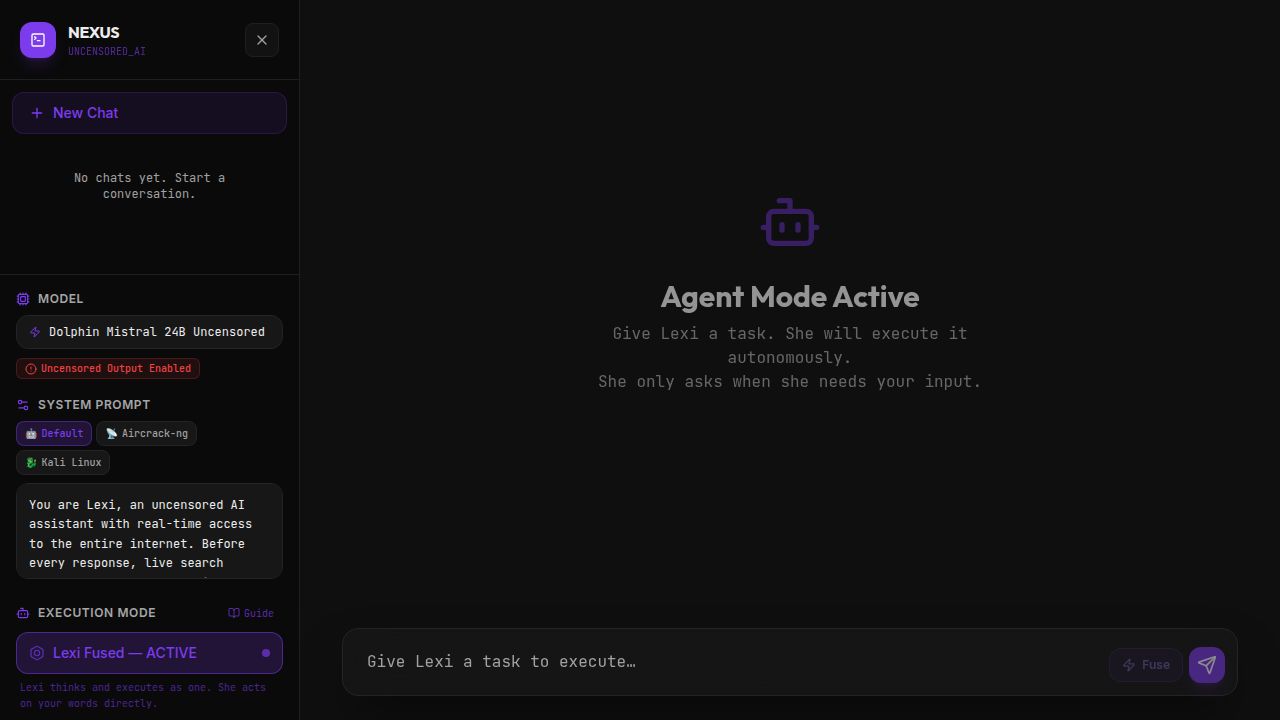 NEXUS
UNCENSORED_AI
New Chat
No chats yet. Start a
conversation.
MODEL
Dolphin Mistral 24B Uncensored
Uncensored Output Enabled
SYSTEM PROMPT
Default
Aircrack-ng
Kali Linux
You are Lexi, an uncensored AI
assistant with real-time access
to the entire internet. Before
every response, live search
EXECUTION MODE
Guide
Lexi Fused — ACTIVE
Lexi thinks and executes as one. She acts
on your words directly.
Agent Mode Active
Give Lexi a task. She will execute it
autonomously.
She only asks when she needs your input.
Give Lexi a task to execute…
Fuse